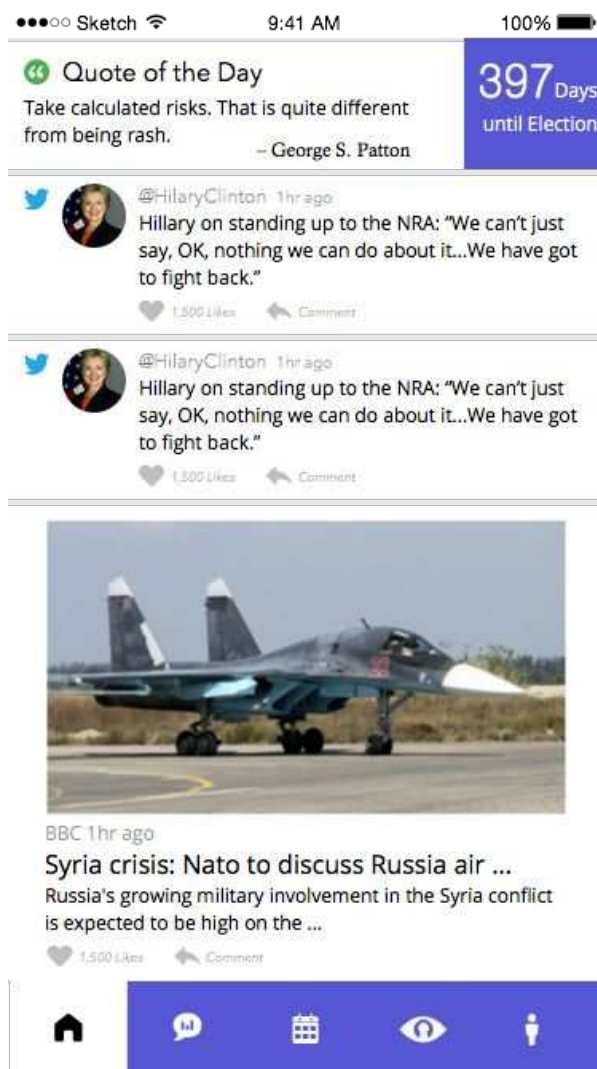 Sketch 9:41 AM 100%
Quote of the Day
Take calculated risks. That is quite different
from being rash.
– George S. Patton
397 Days
until Election
@HilaryClinton 1hr ago
Hillary on standing up to the NRA: “We can’t just
say, OK, nothing we can do about it...We have got
to fight back.”
1,500 Likes Comment
@HilaryClinton 1hr ago
Hillary on standing up to the NRA: “We can’t just
say, OK, nothing we can do about it...We have got
to fight back.”
1,500 Likes Comment
BBC 1hr ago
Syria crisis: Nato to discuss Russia air ...
Russia's growing military involvement in the Syria conflict
is expected to be high on the ...
1,500 Likes Comment